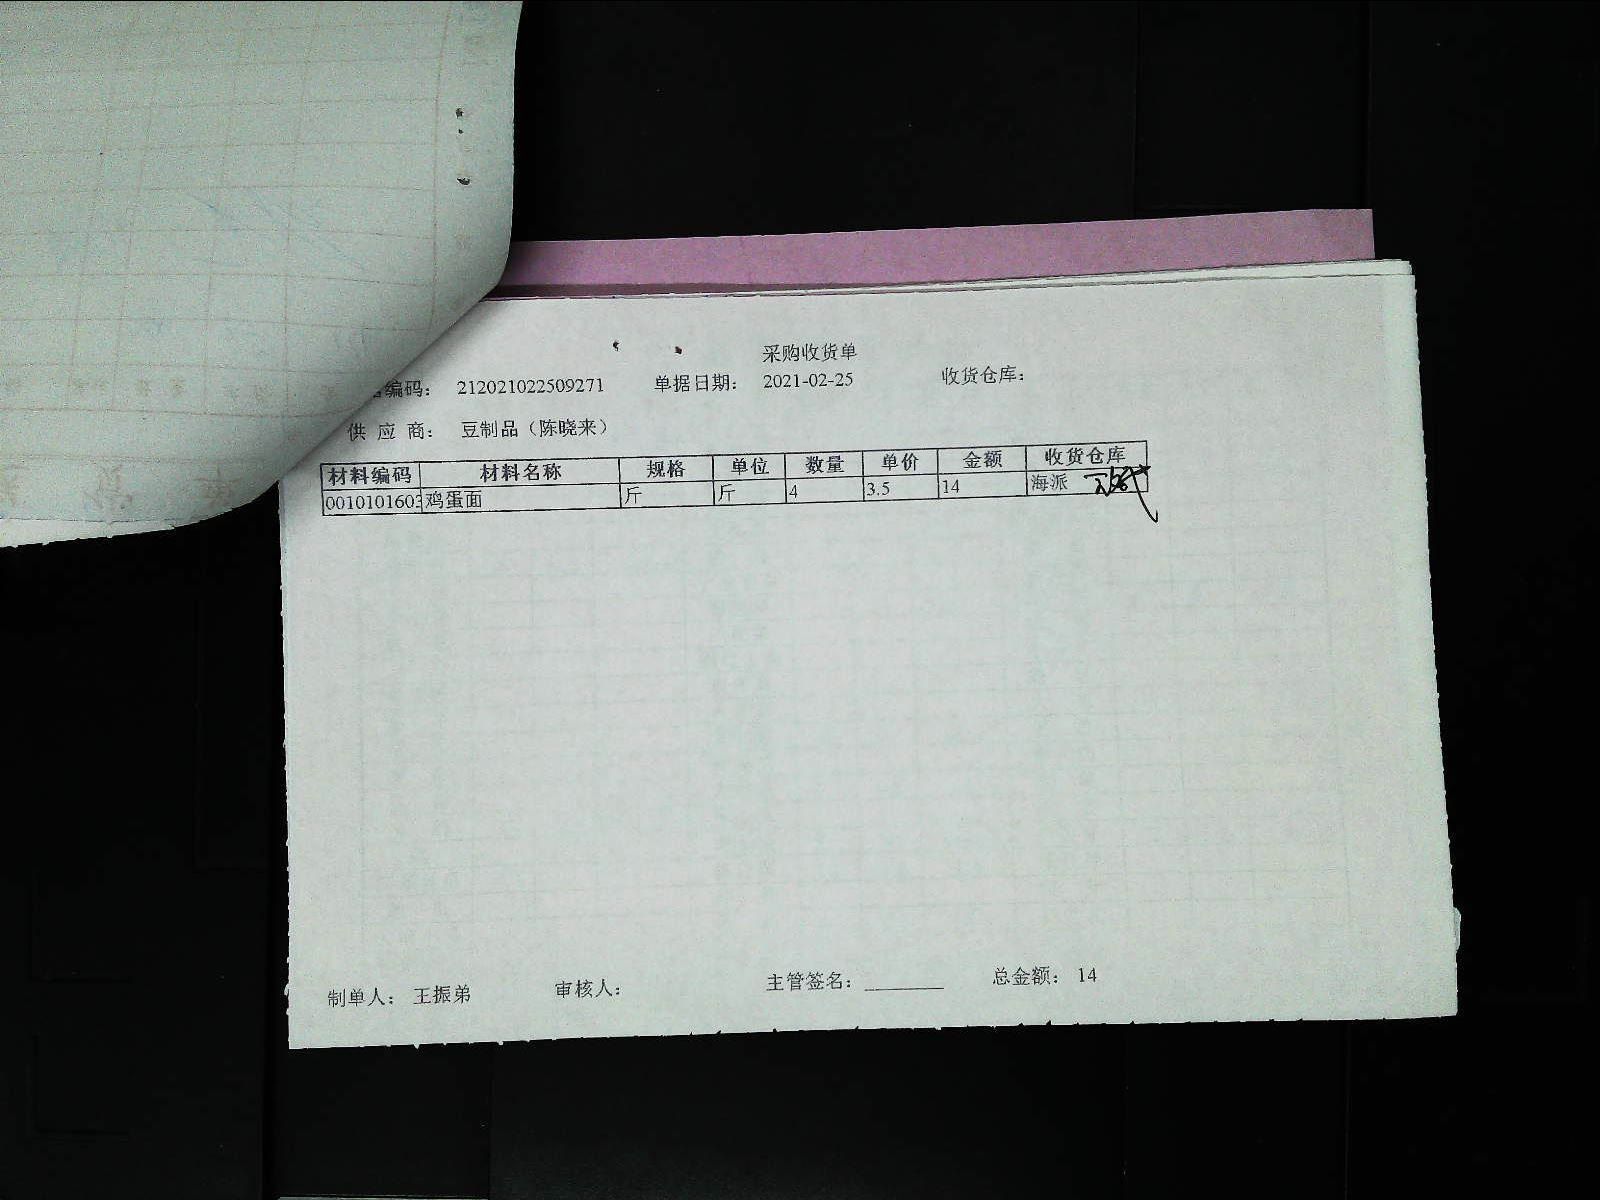 采购收货单
编码： 212021022509271 单据日期： 2021-02-25 收货仓库：
供 应 商： 豆制品（陈晓来）
材料编码 材料名称 规格 单位 数量 单价 金额 收货仓库
001010160 鸡蛋面 斤 斤 4 3.5 14 海派
制单人： 王振弟 审核人： 主管签名：________ 总金额： 14